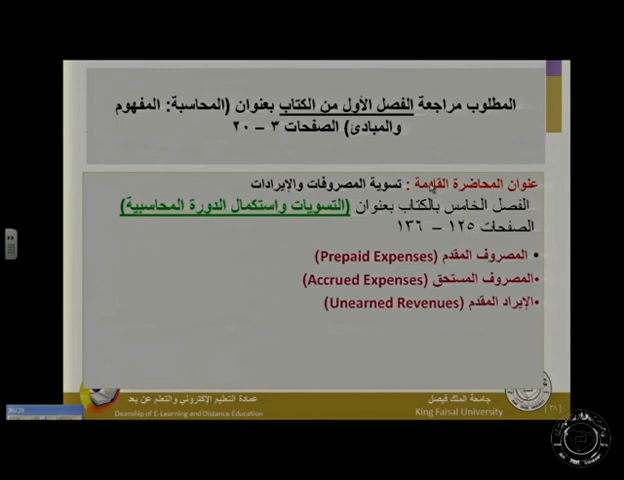 المطلوب مراجعة الفصل الأول من الكتاب بعنوان (المحاسبة: المفهوم
والمبادئ) الصفحات ٣ – ٢٠
عنوان المحاضرة القادمة : تسوية المصروفات والإيرادات
الفصل الخامس بالكتاب بعنوان (التسويات واستكمال الدورة المحاسبية)
الصفحات ١٢٥ – ١٣٦
• المصروف المقدم (Prepaid Expenses)
•المصروف المستحق (Accrued Expenses)
•الإيراد المقدم (Unearned Revenues)
جامعة الملك فيصل
King Faisal University
عمادة التعليم الإلكتروني والتعلم عن بعد
Deanship of E-Learning and Distance Education